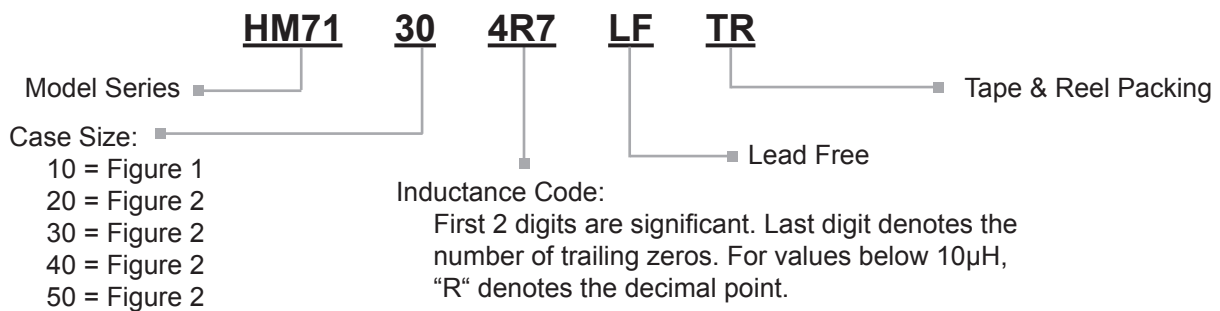 HM71 30 4R7 LF TR
Model Series
Tape & Reel Packing
Case Size:
10 = Figure 1
20 = Figure 2
30 = Figure 2
40 = Figure 2
50 = Figure 2
Lead Free
Inductance Code:
First 2 digits are significant. Last digit denotes the
number of trailing zeros. For values below 10µH,
“R“ denotes the decimal point.